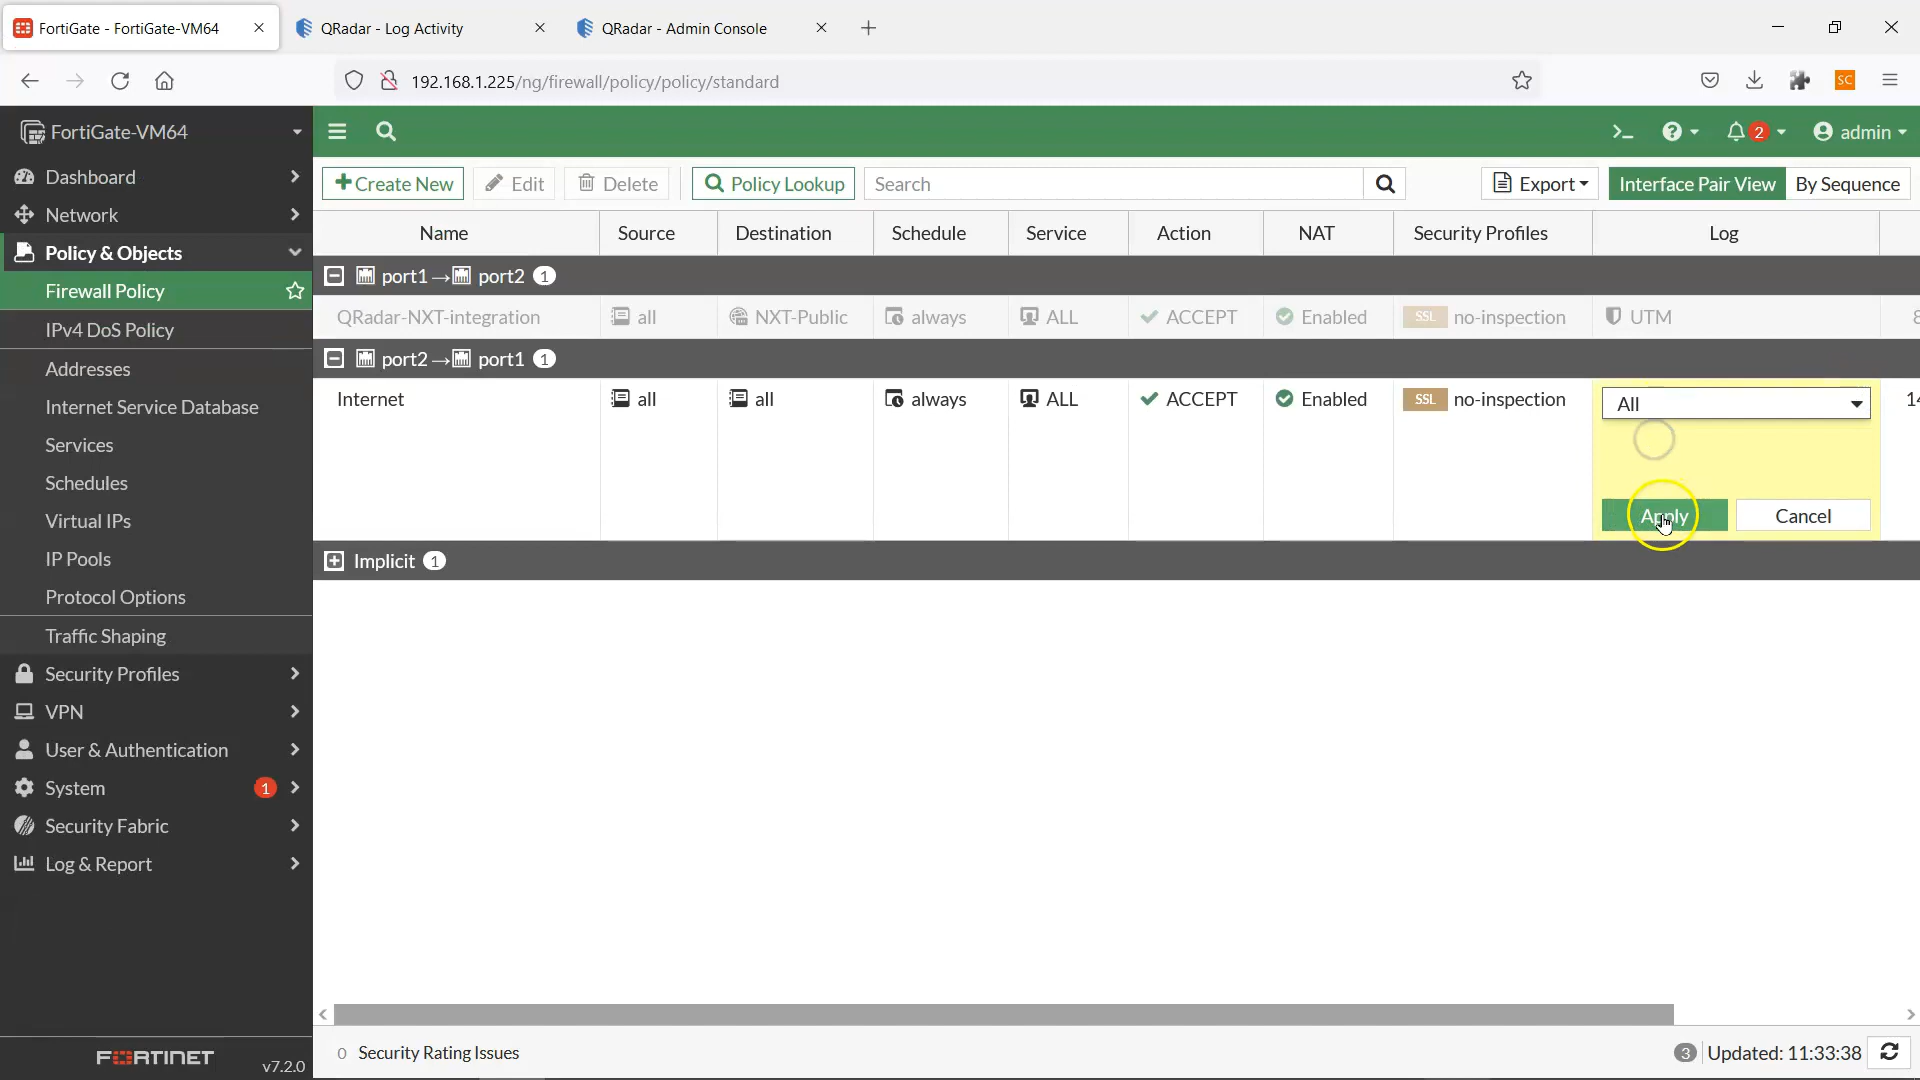 FortiGate - FortiGate-VM64
QRadar - Log Activity
QRadar - Admin Console
192.168.1.225/ng/firewall/policy/policy/standard
SC
FortiGate-VM64
2
admin
Dashboard
Network
Policy & Objects
Firewall Policy
IPv4 DoS Policy
Addresses
Internet Service Database
Services
Schedules
Virtual IPs
IP Pools
Protocol Options
Traffic Shaping
Security Profiles
VPN
User & Authentication
System 1
Security Fabric
Log & Report
FORTINET v7.2.0
+Create New Edit Delete Policy Lookup Search Export Interface Pair View By Sequence
Name Source Destination Schedule Service Action NAT Security Profiles Log
port1 → port2 1
QRadar-NXT-integration all NXT-Public always ALL ACCEPT Enabled SSL no-inspection UTM 8
port2 → port1 1
Internet all all always ALL ACCEPT Enabled SSL no-inspection All 14
Apply Cancel
Implicit 1
0 Security Rating Issues 3 Updated: 11:33:38